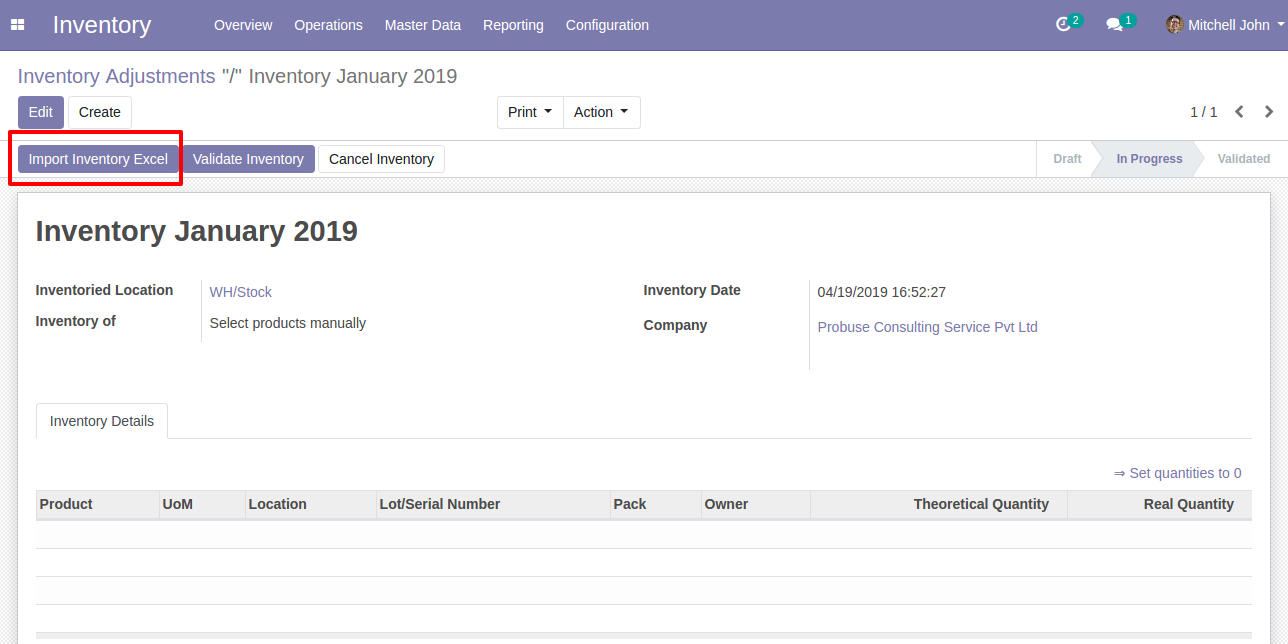 Inventory Overview Operations Master Data Reporting Configuration 2 1 Mitchell John
Inventory Adjustments "/" Inventory January 2019
Edit Create Print Action 1 / 1
Import Inventory Excel Validate Inventory Cancel Inventory Draft In Progress Validated
Inventory January 2019
Inventoried Location WH/Stock Inventory Date 04/19/2019 16:52:27
Inventory of Select products manually Company Probuse Consulting Service Pvt Ltd
Inventory Details
⇒ Set quantities to 0
Product UoM Location Lot/Serial Number Pack Owner Theoretical Quantity Real Quantity